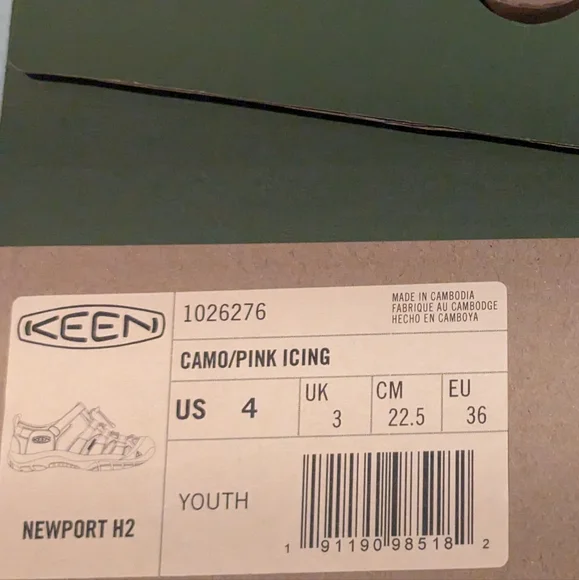 KEEN
1026276
MADE IN CAMBODIA
FABRIQUE AU CAMBODGE
HECHO EN CAMBOYA
CAMO/PINK ICING
US 4
UK 3
CM 22.5
EU 36
KEEN
NEWPORT H2
YOUTH
1 91190 98518 2